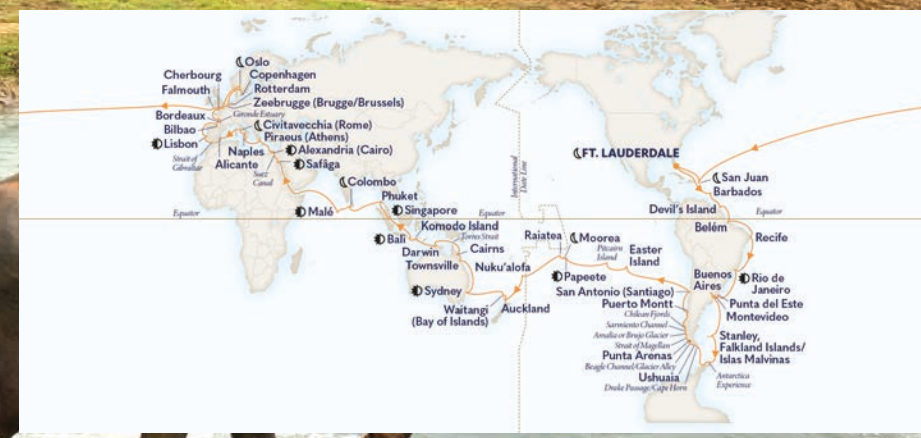 Oslo
Cherbourg
Copenhagen
Falmouth
Rotterdam
Zeebrugge (Brugge/Brussels)
Bordeaux
Gironde Estuary
Bilbao
Civitavecchia (Rome)
Piraeus (Athens)
Lisbon
Naples
Alexandria (Cairo)
Strait of
Gibraltar
Alicante
Safâga
Suez
Canal
Colombo
Phuket
Equator
Malé
Singapore
Equator
Komodo Island
Torres Strait
Bali
Darwin
Cairns
Townsville
Nuku'alofa
Sydney
Waitangi
(Bay of Islands)
Auckland
International
Date Line
Raiatea
Moorea
Pitcairn
Island
Easter
Island
Papeete
FT. LAUDERDALE
San Juan
Barbados
Devil's Island
Equator
Belém
Recife
Buenos
Aires
Rio de
Janeiro
San Antonio (Santiago)
Punta del Este
Puerto Montt
Montevideo
Chilean Fjords
Sarmiento Channel
Amalia or Brujo Glacier
Strait of Magellan
Stanley,
Falkland Islands/
Islas Malvinas
Punta Arenas
Beagle Channel/Glacier Alley
Ushuaia
Drake Passage/Cape Horn
Antarctica
Experience